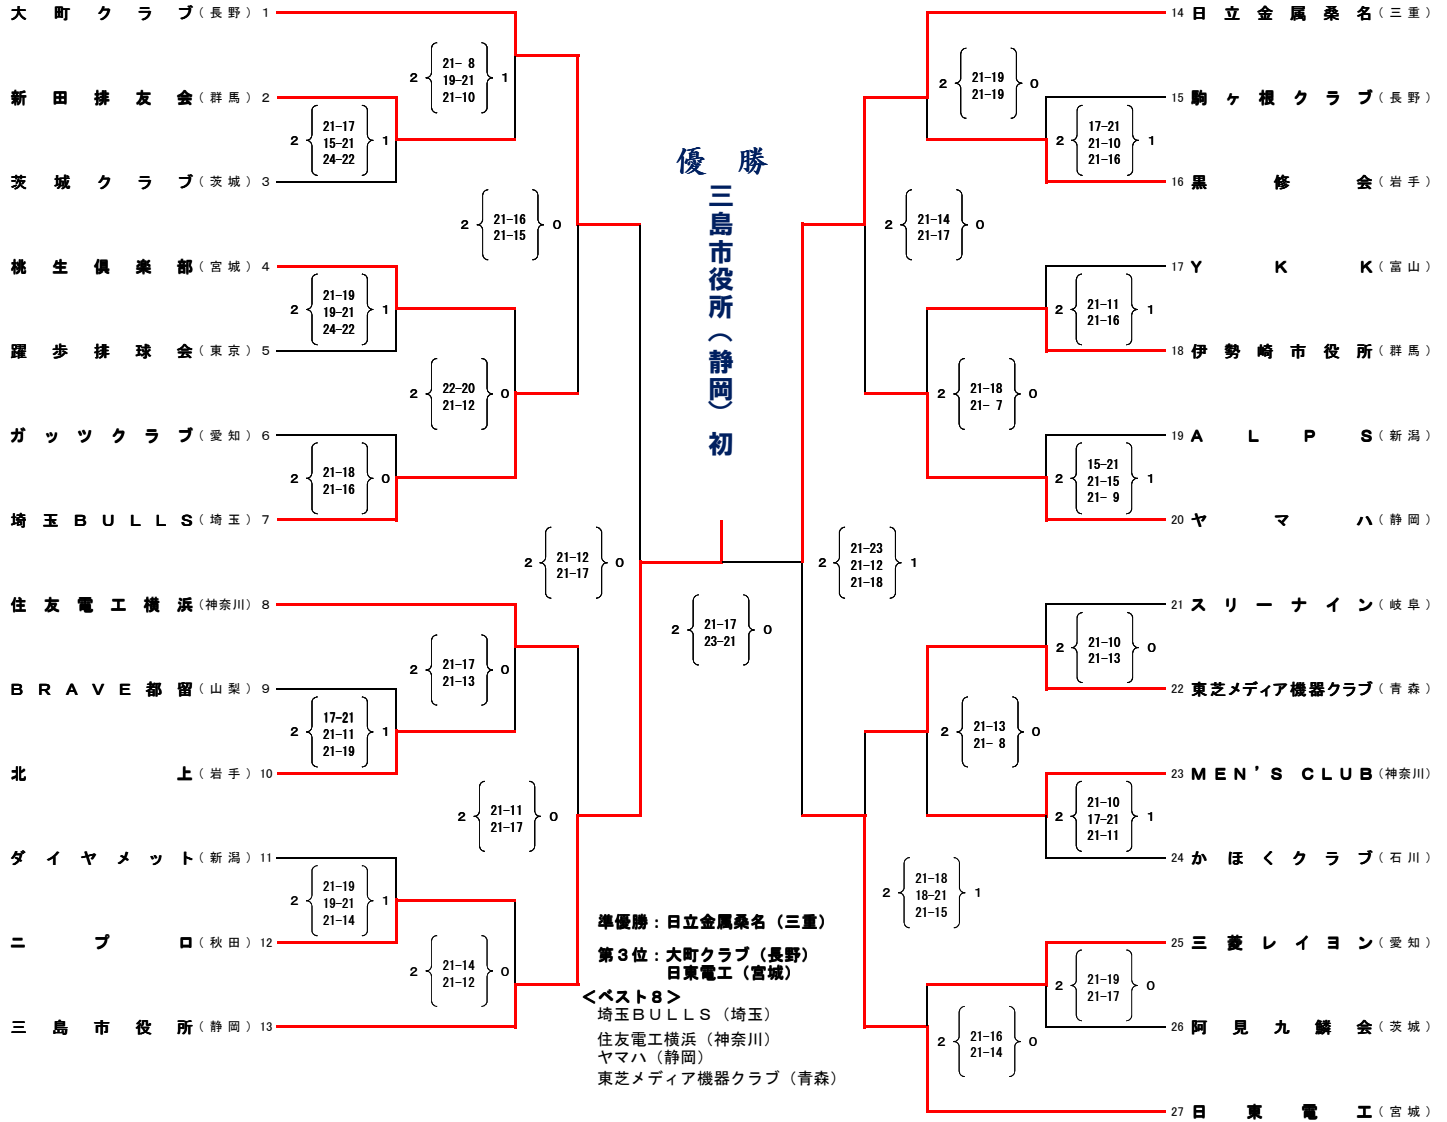 大町クラブ（長野）1
2 21-8 19-21 21-10 1
新田排友会（群馬）2
2 21-17 15-21 24-22 1
茨城クラブ（茨城）3
2 21-16 21-15 0
桃生倶楽部（宮城）4
2 21-19 19-21 24-22 1
躍歩排球会（東京）5
2 22-20 21-12 0
ガッツクラブ（愛知）6
2 21-18 21-16 0
埼玉BULLS（埼玉）7
2 21-12 21-17 0
住友電工横浜（神奈川）8
2 21-17 21-13 0
BRAVE都留（山梨）9
2 17-21 21-11 21-19 1
北上（岩手）10
2 21-11 21-17 0
ダイヤメット（新潟）11
2 21-19 19-21 21-14 1
ニプロ（秋田）12
2 21-14 21-12 0
三島市役所（静岡）13
優勝
三島市役所（静岡）初
2 21-17 23-21 0
準優勝：日立金属桑名（三重）
第３位：大町クラブ（長野）
日東電工（宮城）
＜ベスト８＞
埼玉ＢＵＬＬＳ（埼玉）
住友電工横浜（神奈川）
ヤマハ（静岡）
東芝メディア機器クラブ（青森）
14 日立金属桑名（三重）
2 21-19 21-19 0
15 駒ヶ根クラブ（長野）
2 17-21 21-10 21-16 1
16 黒修会（岩手）
2 21-14 21-17 0
17 YKK（富山）
2 21-11 21-16 1
18 伊勢崎市役所（群馬）
2 21-18 21-7 0
19 ALPS（新潟）
2 15-21 21-15 21-9 1
20 ヤマハ（静岡）
2 21-23 21-12 21-18 1
21 スリーナイン（岐阜）
2 21-10 21-13 0
22 東芝メディア機器クラブ（青森）
2 21-13 21-8 0
23 MEN'S CLUB（神奈川）
2 21-10 17-21 21-11 1
24 かほくクラブ（石川）
2 21-18 18-21 21-15 1
25 三菱レイヨン（愛知）
2 21-19 21-17 0
26 阿見九鱗会（茨城）
2 21-16 21-14 0
27 日東電工（宮城）